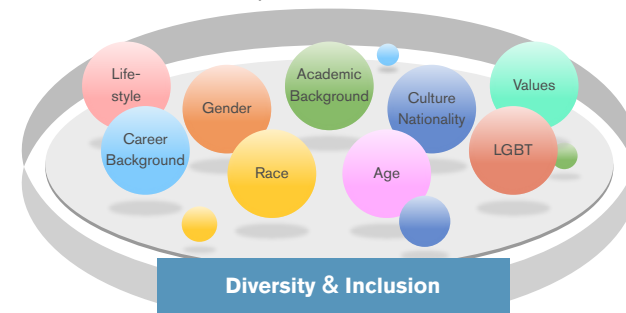 Life-
style
Gender
Academic
Background
Culture
Nationality
Values
Career
Background
Race
Age
LGBT
Diversity & Inclusion